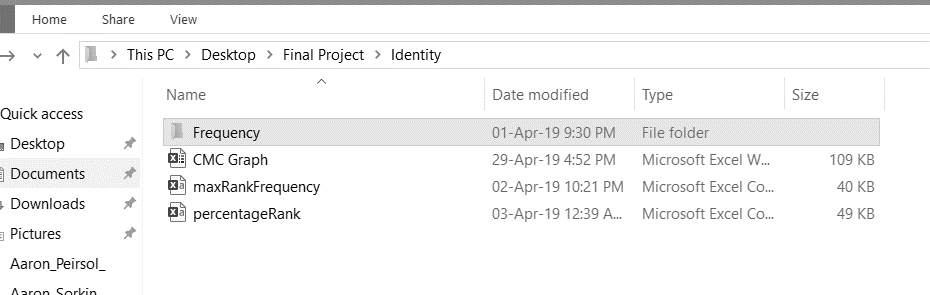 Home Share View
This PC Desktop Final Project Identity
Name Date modified Type Size
Quick access
Frequency 01-Apr-19 9:30 PM File folder
Desktop
CMC Graph 29-Apr-19 4:52 PM Microsoft Excel W... 109 KB
Documents
maxRankFrequency 02-Apr-19 10:21 PM Microsoft Excel Co... 40 KB
Downloads
percentageRank 03-Apr-19 12:39 A... Microsoft Excel Co... 49 KB
Pictures
Aaron_Peirsol_
Aaron_Sorkin